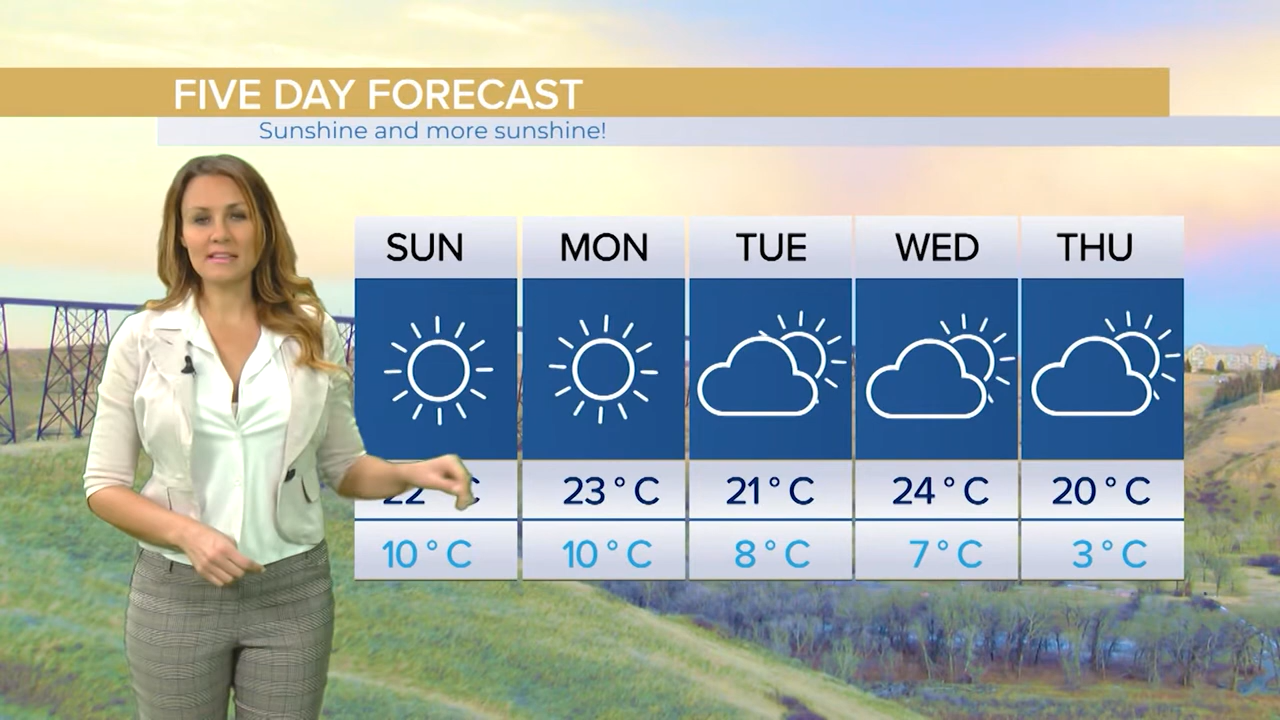 FIVE DAY FORECAST
Sunshine and more sunshine!
SUN MON TUE WED THU
22°C 23°C 21°C 24°C 20°C
10°C 10°C 8°C 7°C 3°C